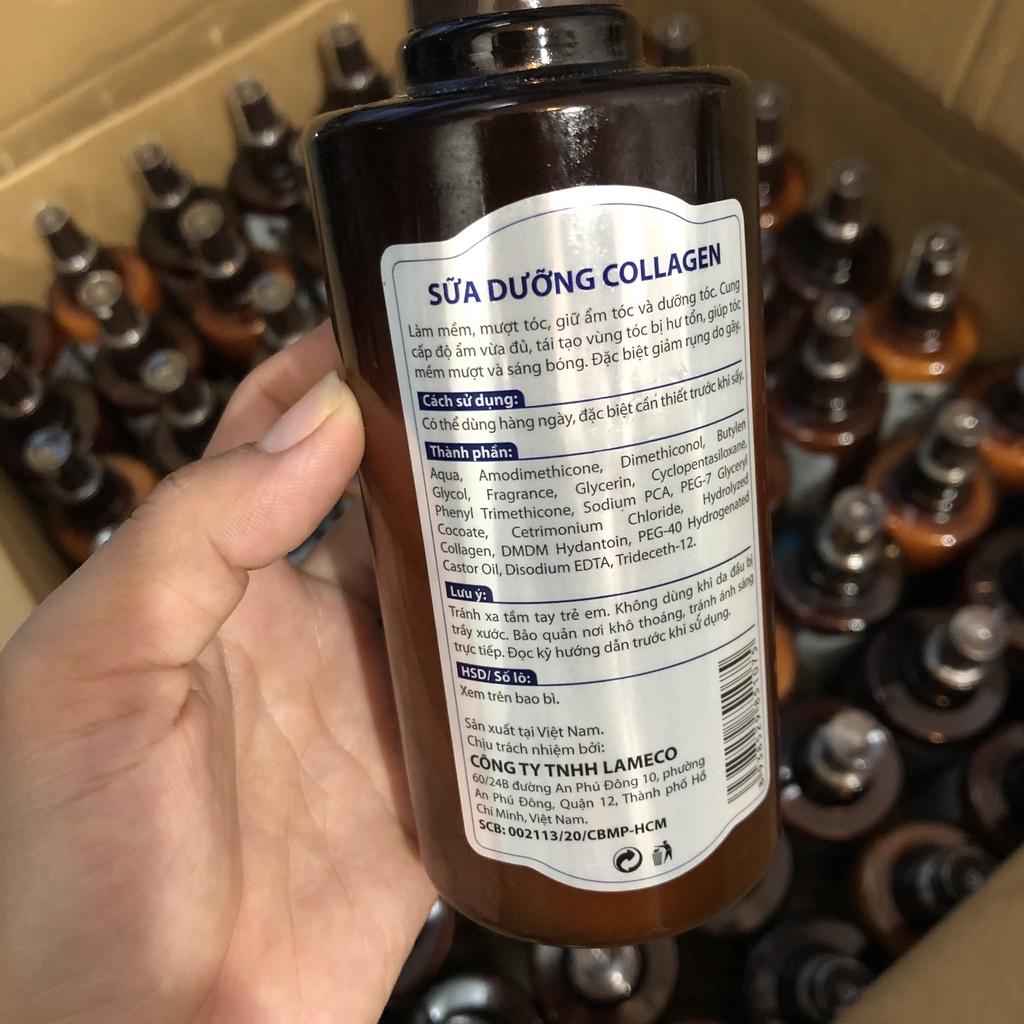 SỮA DƯỠNG COLLAGEN
Làm mềm, mượt tóc, giữ ẩm tóc và dưỡng tóc. Cung
cấp độ ẩm vừa đủ, tái tạo vùng tóc bị hư tổn, giúp tóc
mềm mượt và sáng bóng. Đặc biệt giảm rụng do gãy.
Cách sử dụng:
Có thể dùng hàng ngày, đặc biệt cần thiết trước khi sấy.
Thành phần:
Aqua, Amodimethicone, Dimethiconol, Butylen
Glycol, Fragrance, Glycerin, Cyclopentasiloxane,
Phenyl Trimethicone, Sodium PCA, PEG-7 Glyceryl
Cocoate, Cetrimonium Chloride, Hydrolyzed
Collagen, DMDM Hydantoin, PEG-40 Hydrogenated
Castor Oil, Disodium EDTA, Trideceth-12.
Lưu ý:
Tránh xa tầm tay trẻ em. Không dùng khi da đầu bị
trầy xước. Bảo quản nơi khô thoáng, tránh ánh sáng
trực tiếp. Đọc kỹ hướng dẫn trước khi sử dụng.
HSD/ Số lô:
Xem trên bao bì.
Sản xuất tại Việt Nam.
Chịu trách nhiệm bởi:
CÔNG TY TNHH LAMECO
60/24B đường An Phú Đông 10, phường
An Phú Đông, Quận 12, Thành phố Hồ
Chí Minh, Việt Nam.
SCB: 002113/20/CBMP-HCM